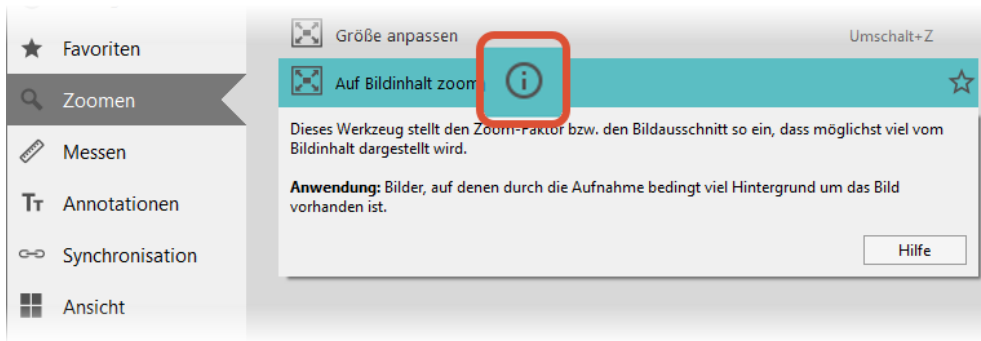 Favoriten
Zoomen
Messen
Annotationen
Synchronisation
Ansicht
Größe anpassen Umschalt+Z
Auf Bildinhalt
Dieses Werkzeug stellt den Zoom-Faktor bzw. den Bildausschnitt so ein, dass möglichst viel vom
Bildinhalt dargestellt wird.
Anwendung: Bilder, auf denen durch die Aufnahme bedingt viel Hintergrund um das Bild
vorhanden ist.
Hilfe